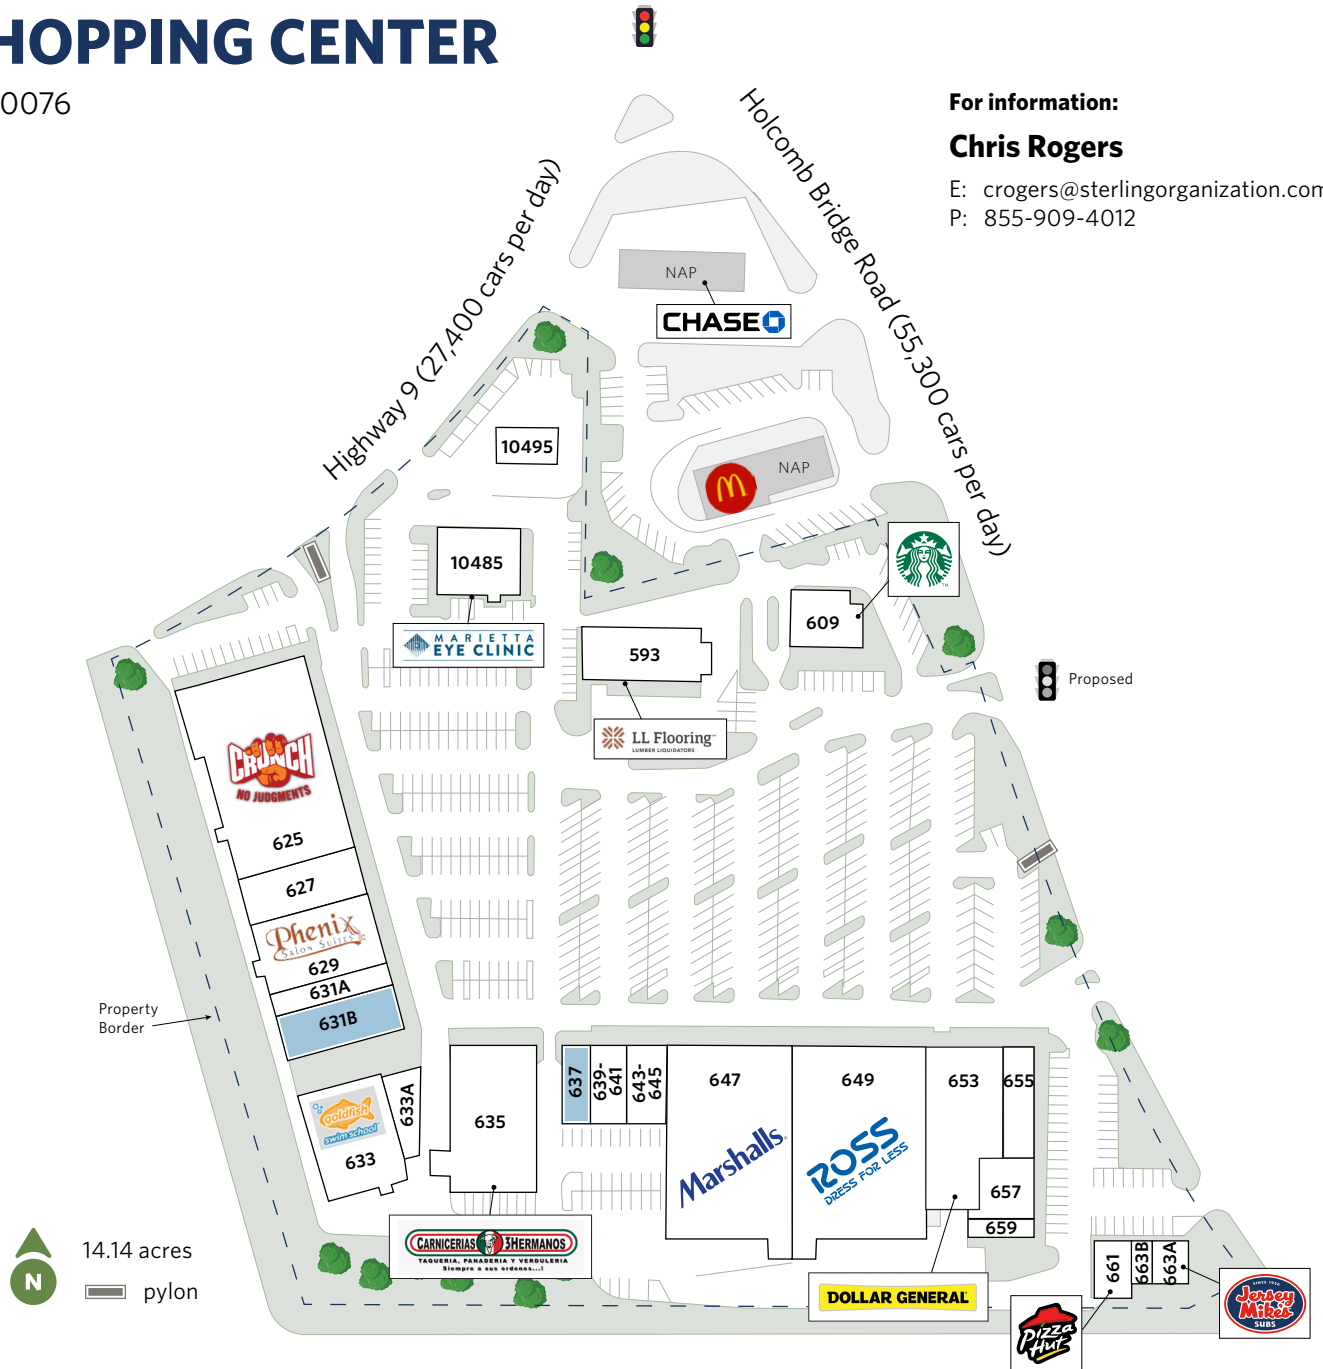 HOPPING CENTER
0076
For information:
Chris Rogers
E: crogers@sterlingorganization.com
P: 855-909-4012
Highway 9 (27,400 cars per day)
Holcomb Bridge Road (55,300 cars per day)
NAP
CHASE
10495
NAP
10485
MARIETTA
EYE CLINIC
609
593
LL Flooring
LUMBER LIQUIDATORS
Proposed
CRUNCH
NO JUDGMENTS
625
627
Phenix
Salon Suites
629
631A
631B
Property
Border
goldfish
swim school
633
633A
635
637
639-
641
643-
645
647
Marshalls
649
ROSS
DRESS FOR LESS
653
655
657
659
CARNICERIAS 3HERMANOS
TAQUERIA, PANADERIA Y VERDULERIA
Siempre a sus ordenes...!
DOLLAR GENERAL
661
663B
663A
Pizza
Hut
SINCE 1956
Jersey
Mike's
SUBS
N
14.14 acres
pylon